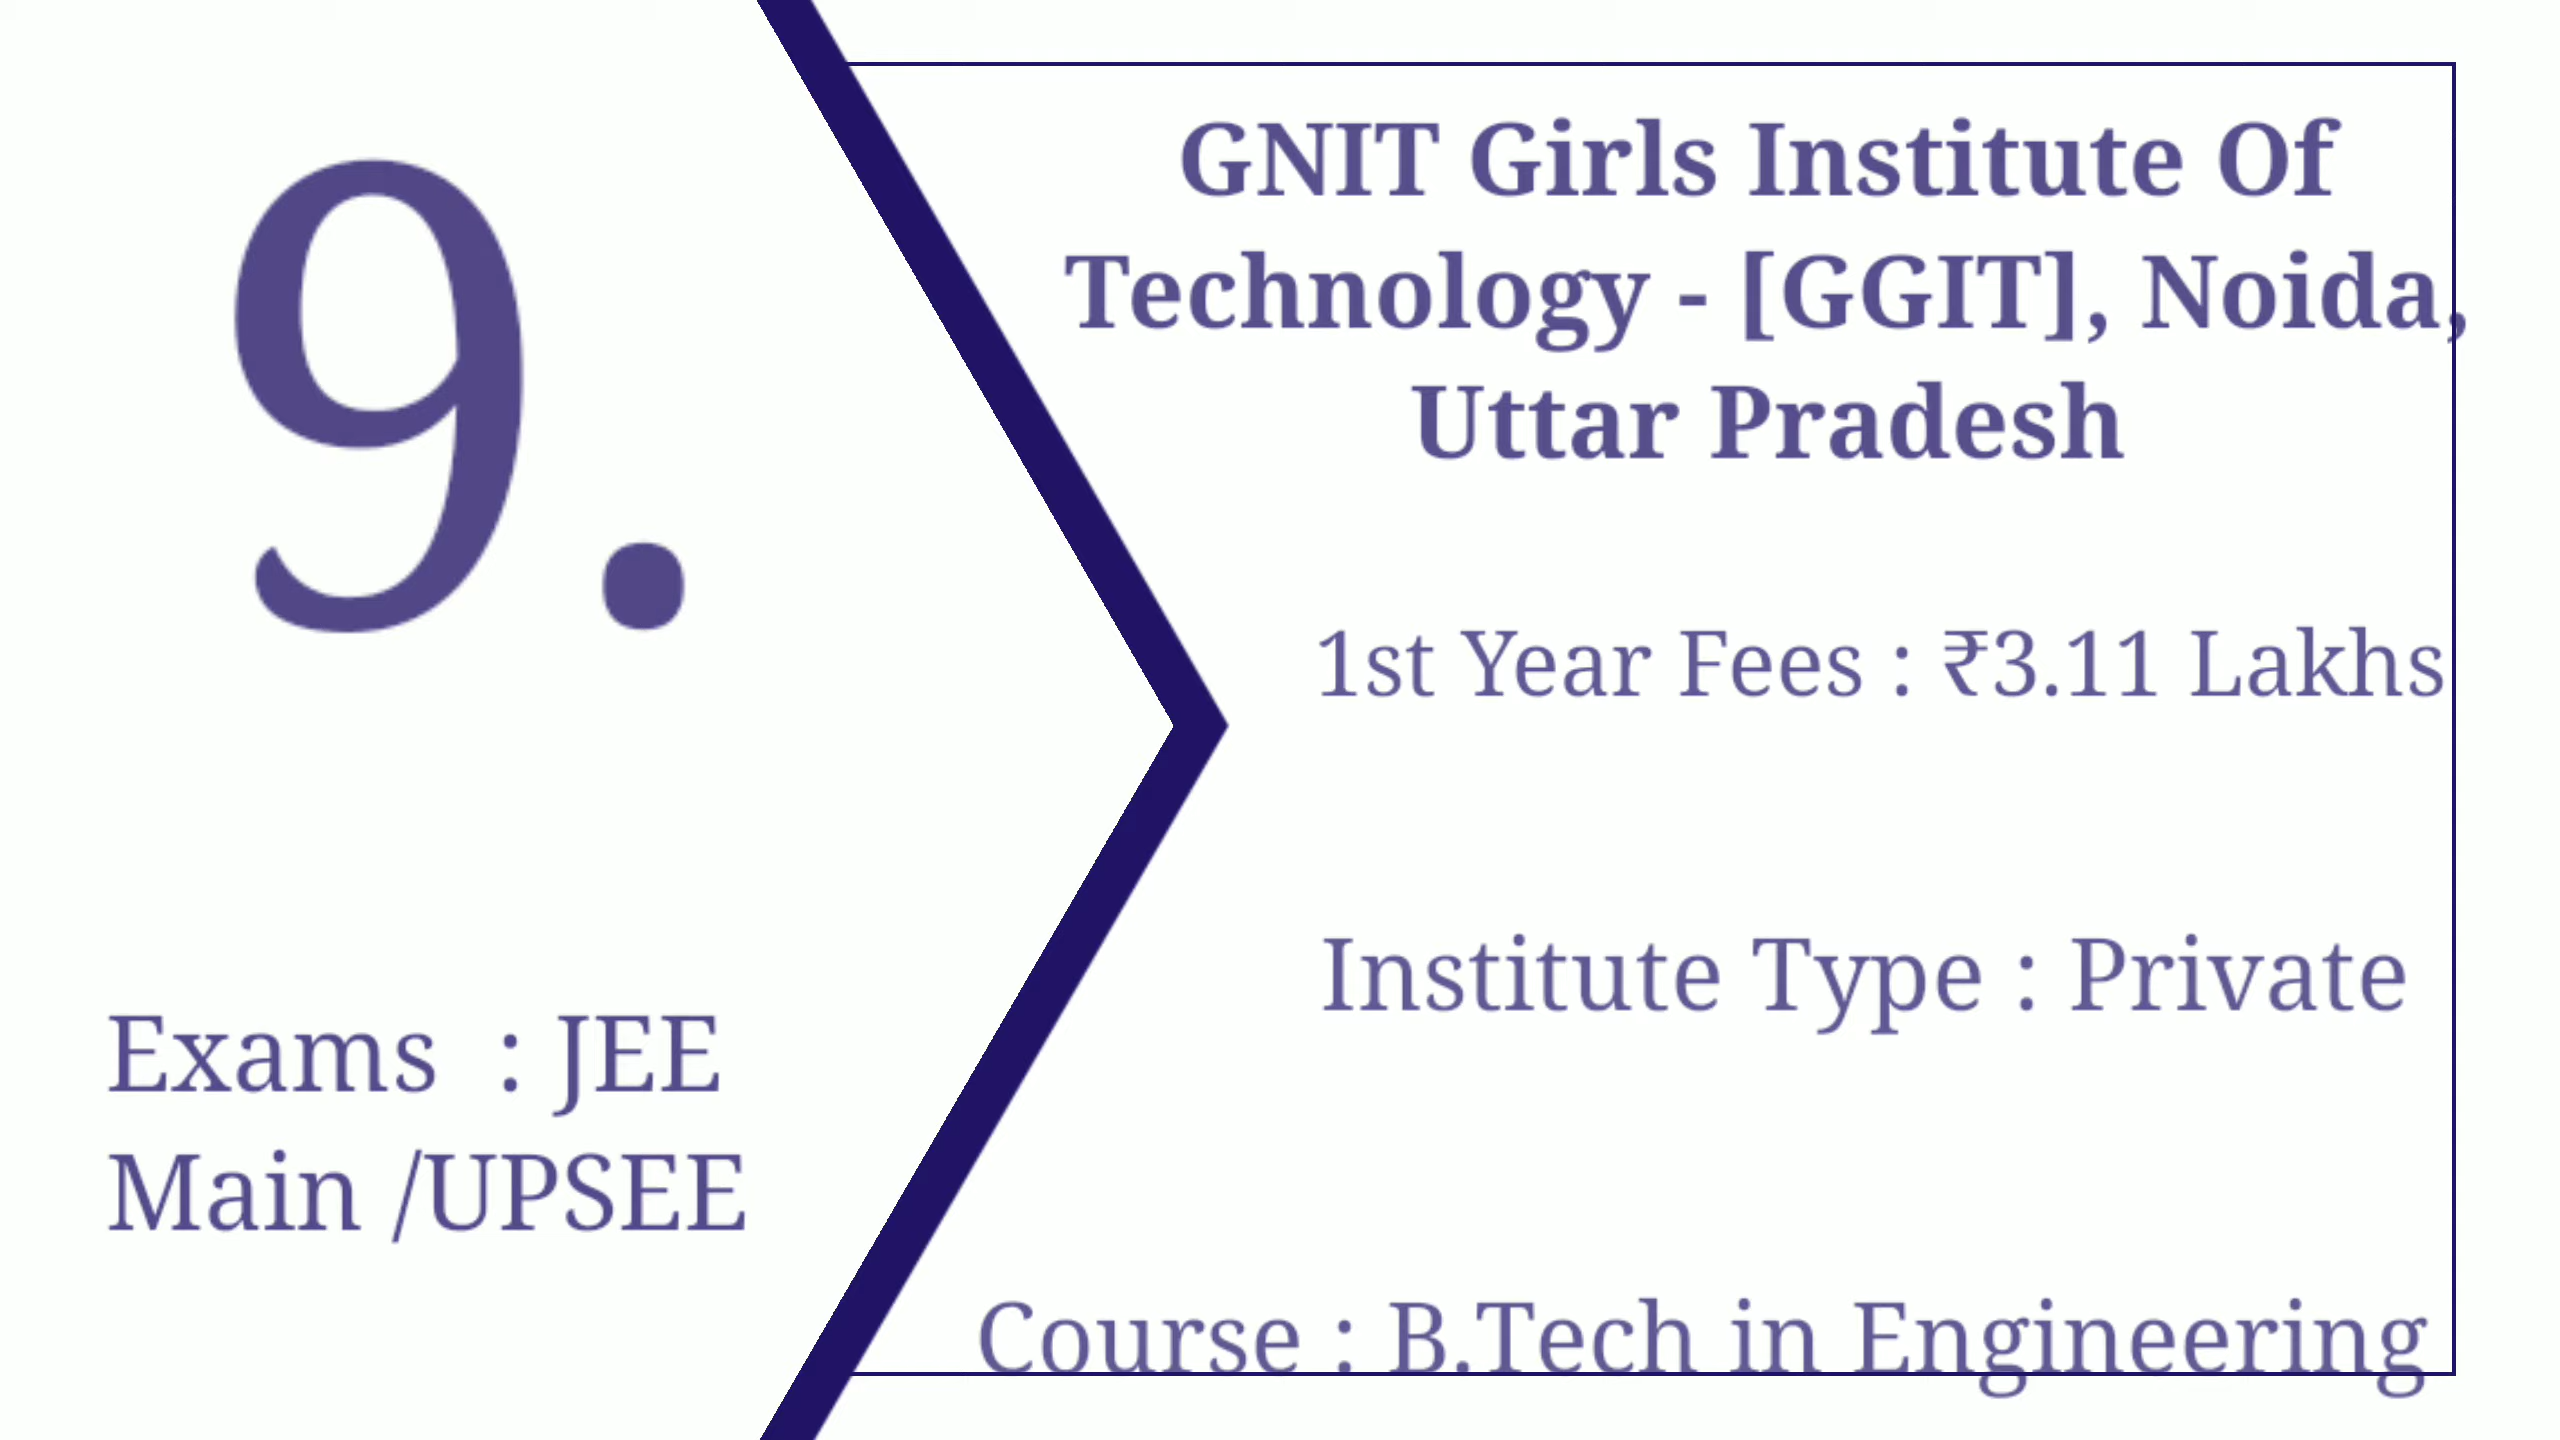 9.
Exams  : JEE
Main /UPSEE
GNIT Girls Institute Of
Technology - [GGIT], Noida,
Uttar Pradesh
1st Year Fees : ₹3.11 Lakhs
Institute Type : Private
Course : B.Tech in Engineering